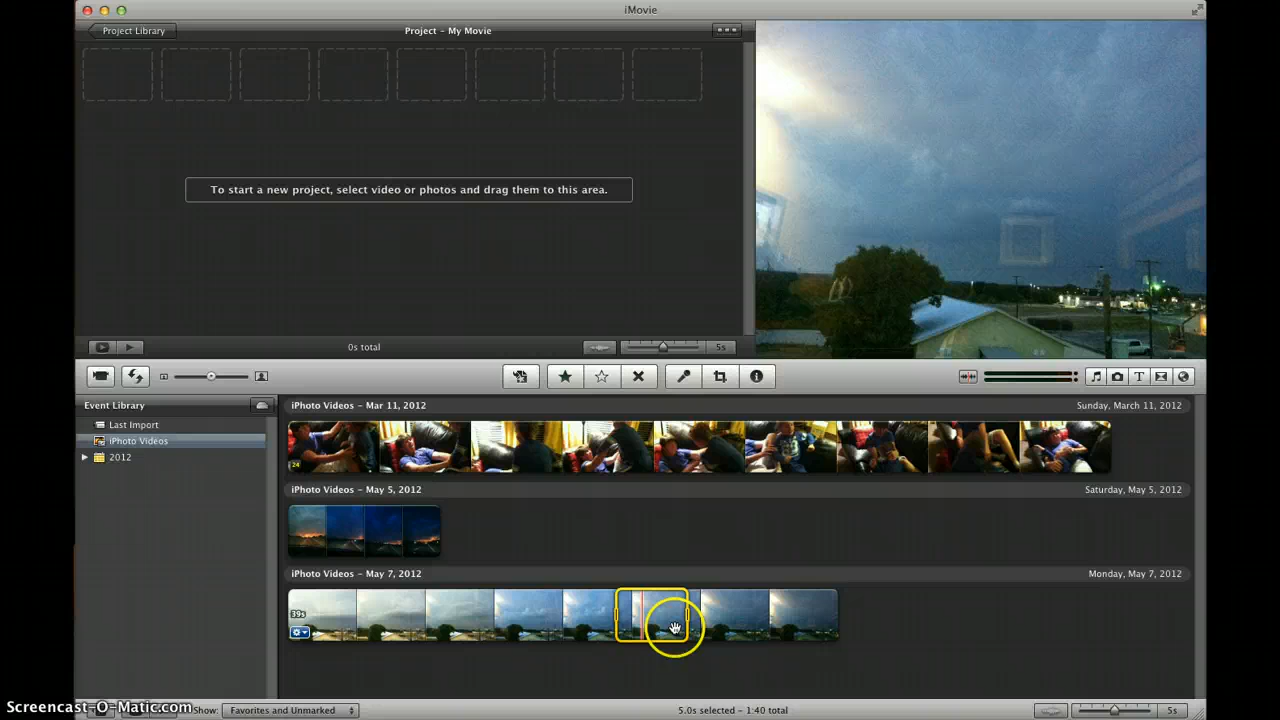 iMovie
Project Library
Project – My Movie
To start a new project, select video or photos and drag them to this area.
0s total
5s
Event Library
iPhoto Videos – Mar 11, 2012
Sunday, March 11, 2012
Last Import
iPhoto Videos
2012
24
iPhoto Videos – May 5, 2012
Saturday, May 5, 2012
iPhoto Videos – May 7, 2012
Monday, May 7, 2012
39s
Screencast-O-Matic.com
Show:
Favorites and Unmarked
5.0s selected – 1:40 total
5s